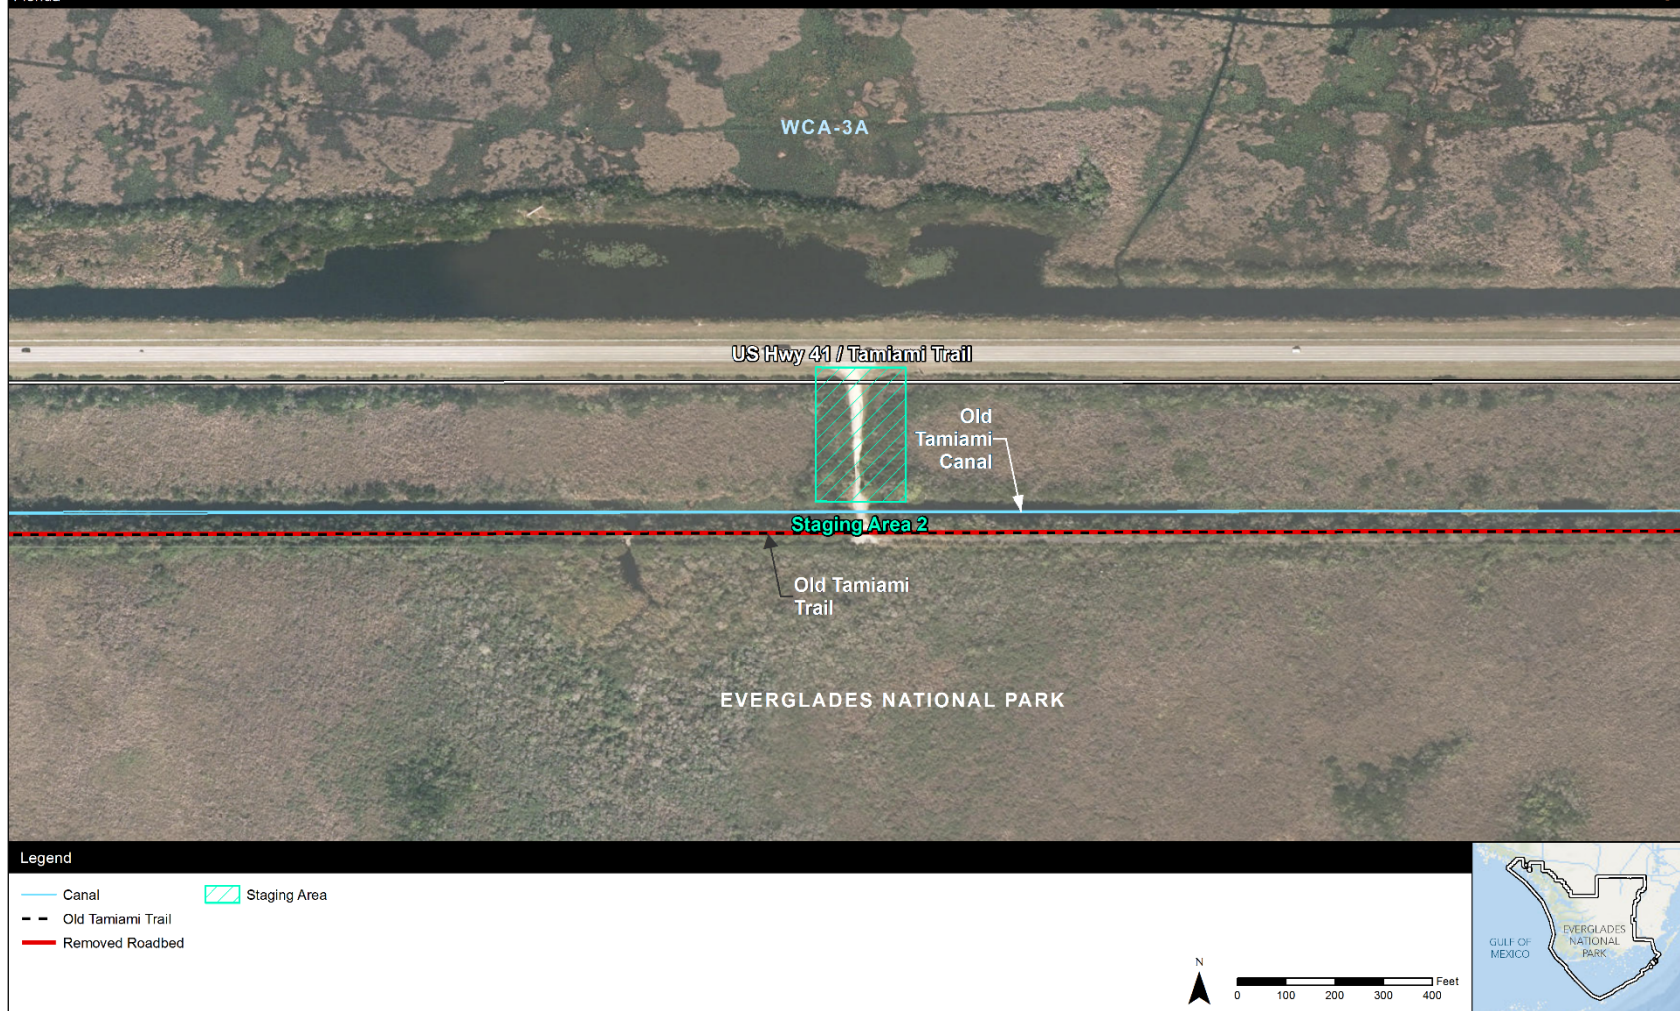 WCA-3A
US Hwy 41 / Tamiami Trail
Old
Tamiami
Canal
Staging Area 2
Old Tamiami
Trail
EVERGLADES NATIONAL PARK
Legend
Canal
Old Tamiami Trail
Removed Roadbed
Staging Area
N
Feet
0 100 200 300 400
GULF OF
MEXICO
EVERGLADES
NATIONAL
PARK